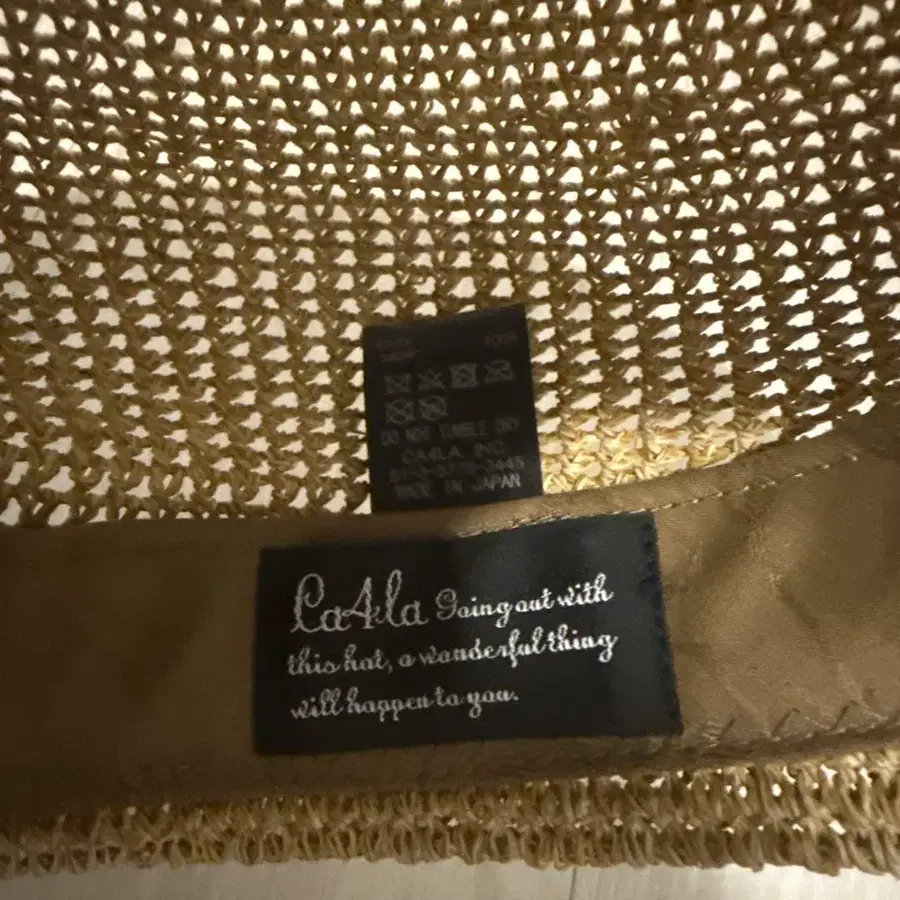 100%
DO NOT TUMBLE DRY
CA4LA INC.
MADE IN JAPAN
Ca4la Going out with
this hat, a wonderful thing
will happen to you.